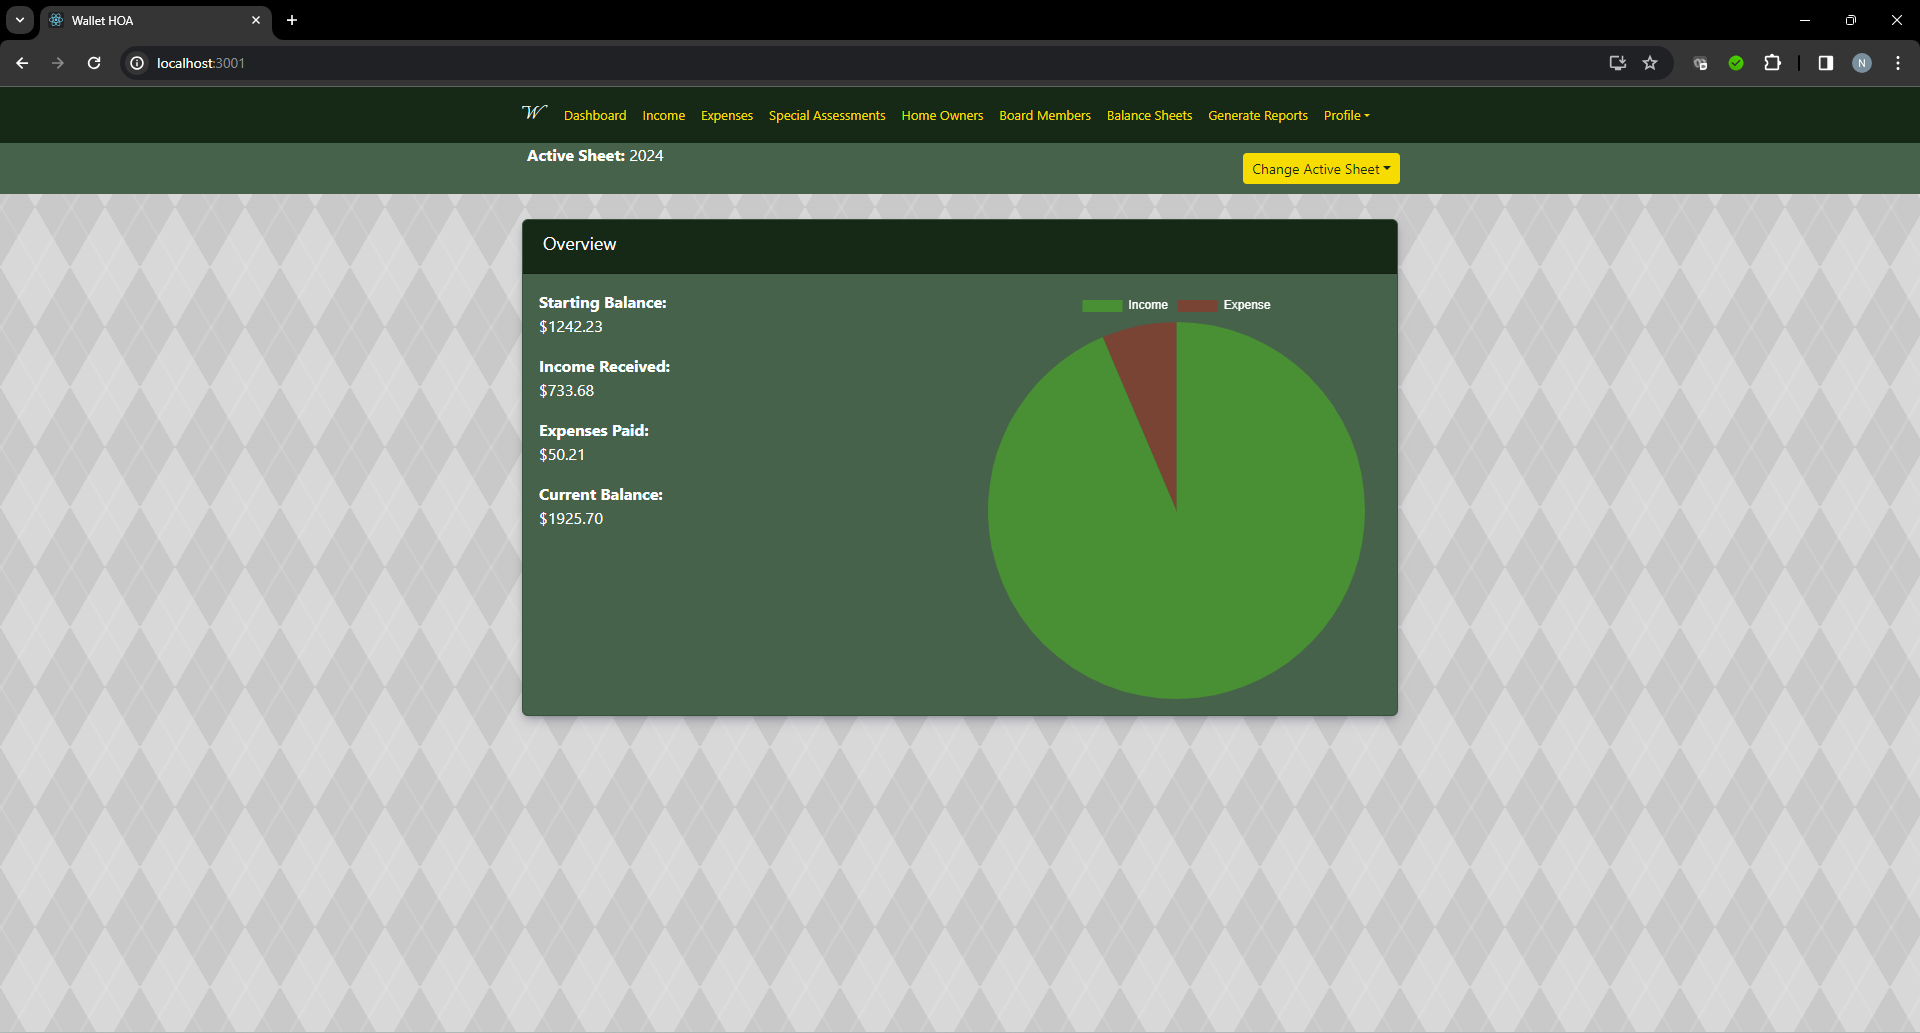 Wallet HOA
localhost:3001
N
W Dashboard Income Expenses Special Assessments Home Owners Board Members Balance Sheets Generate Reports Profile
Active Sheet: 2024
Change Active Sheet
Overview
Starting Balance:
$1242.23
Income Received:
$733.68
Expenses Paid:
$50.21
Current Balance:
$1925.70
Income Expense